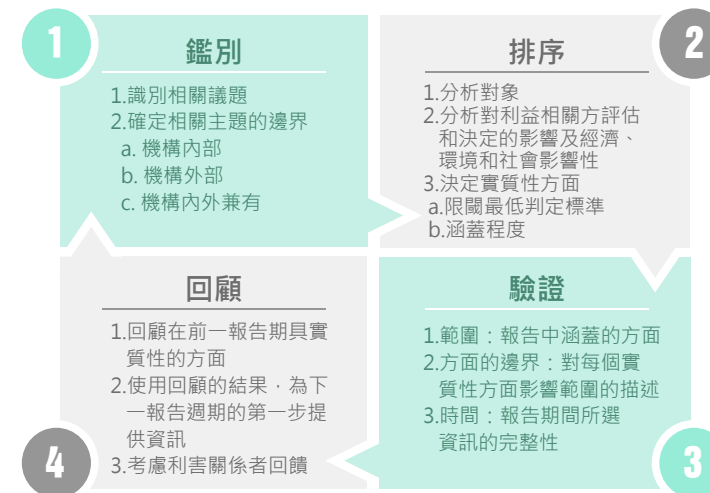 1
鑑別
1.識別相關議題
2.確定相關主題的邊界
a. 機構內部
b. 機構外部
c. 機構內外兼有
2
排序
1.分析對象
2.分析對利益相關方評估
和決定的影響及經濟、
環境和社會影響性
3.決定實質性方面
a.限閾最低判定標準
b.涵蓋程度
回顧
1.回顧在前一報告期具實
質性的方面
2.使用回顧的結果，為下
一報告週期的第一步提
供資訊
3.考慮利害關係者回饋
4
驗證
1.範圍：報告中涵蓋的方面
2.方面的邊界：對每個實
質性方面影響範圍的描述
3.時間：報告期間所選
資訊的完整性
3